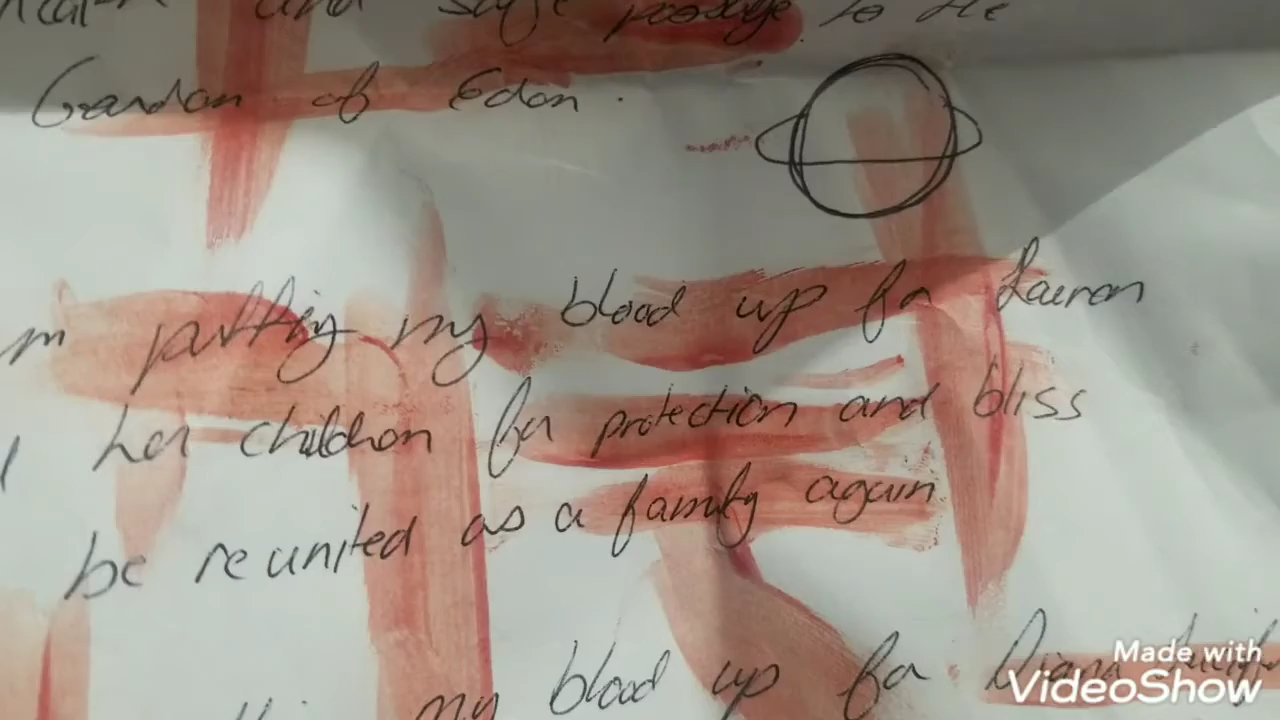 and safe passage to the
Garden of Eden.
putting my blood up for Lauren
her children for protection and bliss
be reunited as a family again
my blood up for Diana
Made with
VideoShow